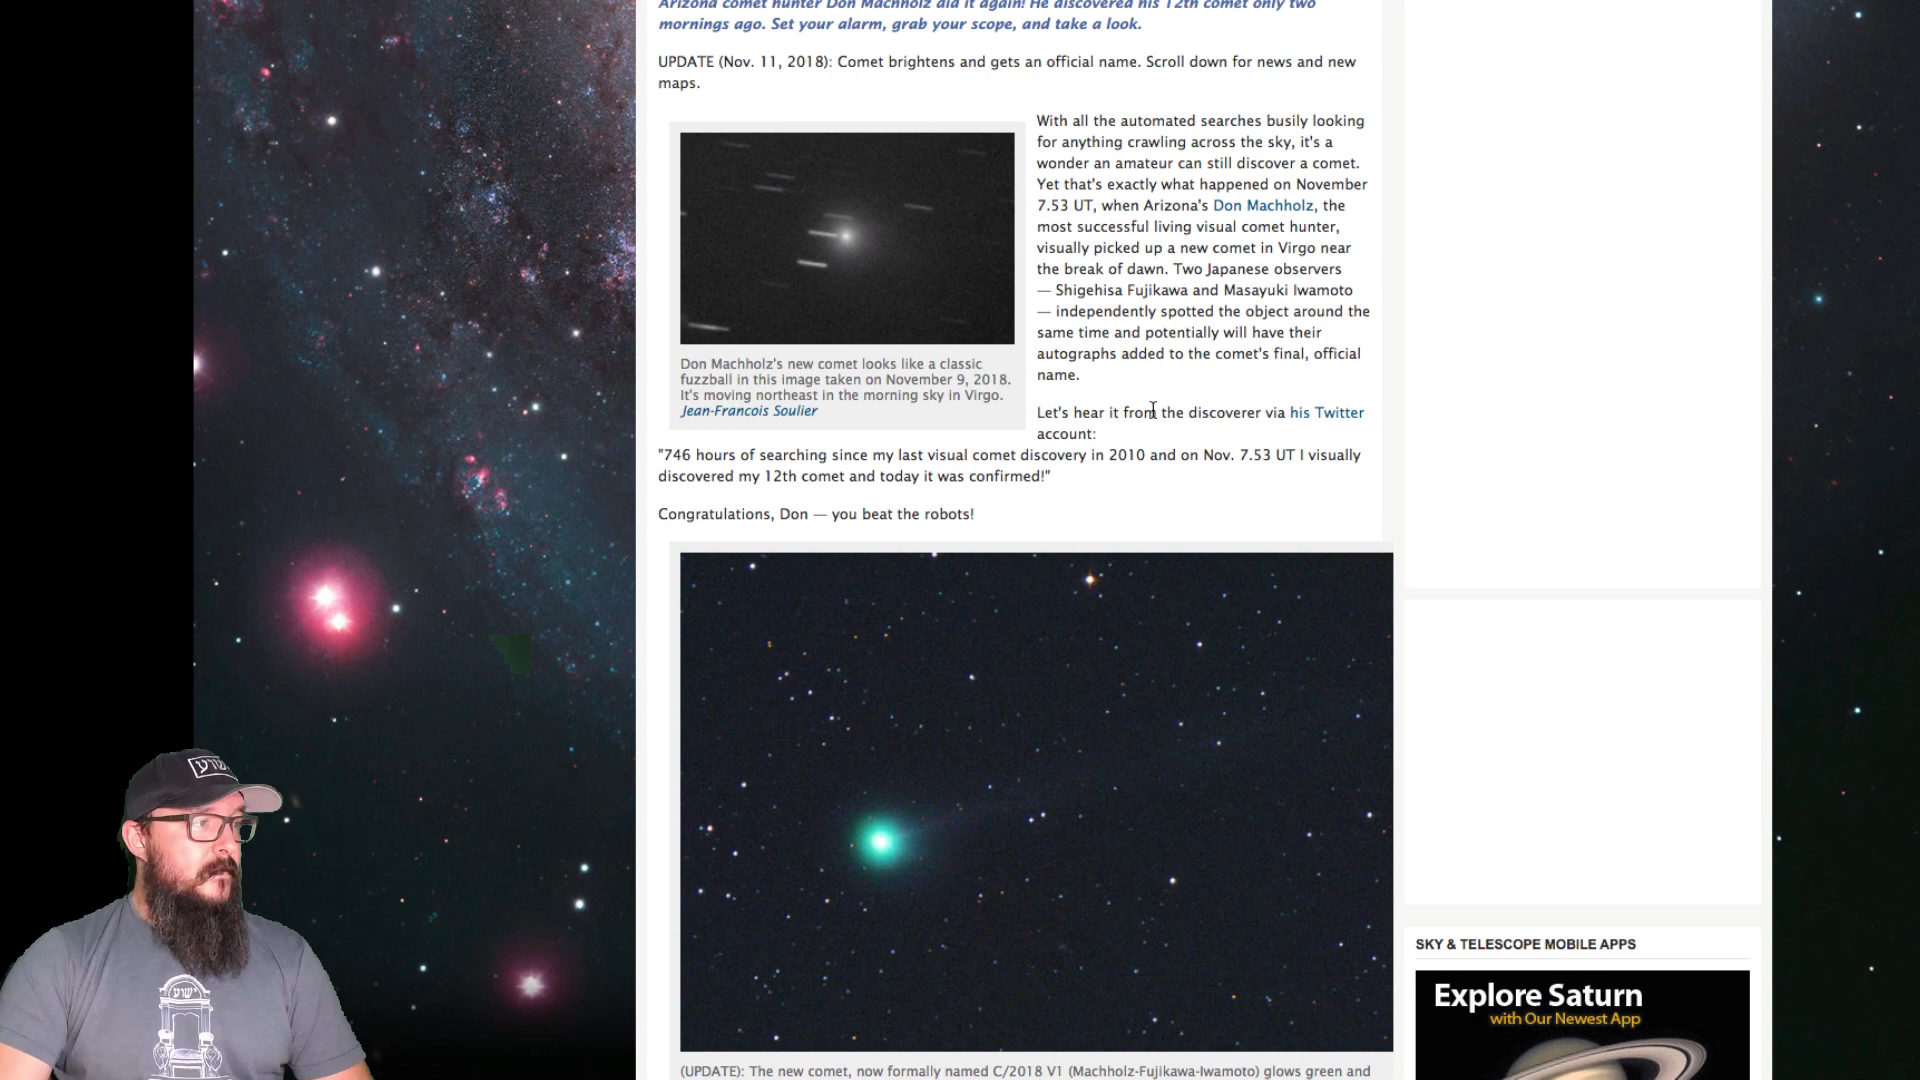 Arizona comet hunter Don Machholz did it again! He discovered his 12th comet only two
mornings ago. Set your alarm, grab your scope, and take a look.
UPDATE (Nov. 11, 2018): Comet brightens and gets an official name. Scroll down for news and new
maps.
With all the automated searches busily looking
for anything crawling across the sky, it's a
wonder an amateur can still discover a comet.
Yet that's exactly what happened on November
7.53 UT, when Arizona's Don Machholz, the
most successful living visual comet hunter,
visually picked up a new comet in Virgo near
the break of dawn. Two Japanese observers
— Shigehisa Fujikawa and Masayuki Iwamoto
— independently spotted the object around the
same time and potentially will have their
autographs added to the comet's final, official
name.
Don Machholz's new comet looks like a classic
fuzzball in this image taken on November 9, 2018.
It's moving northeast in the morning sky in Virgo.
Jean-Francois Soulier
Let's hear it from the discoverer via his Twitter
account:
"746 hours of searching since my last visual comet discovery in 2010 and on Nov. 7.53 UT I visually
discovered my 12th comet and today it was confirmed!"
Congratulations, Don — you beat the robots!
(UPDATE): The new comet, now formally named C/2018 V1 (Machholz-Fujikawa-Iwamoto) glows green and
SKY & TELESCOPE MOBILE APPS
Explore Saturn
with Our Newest App
ישוע
ישוע